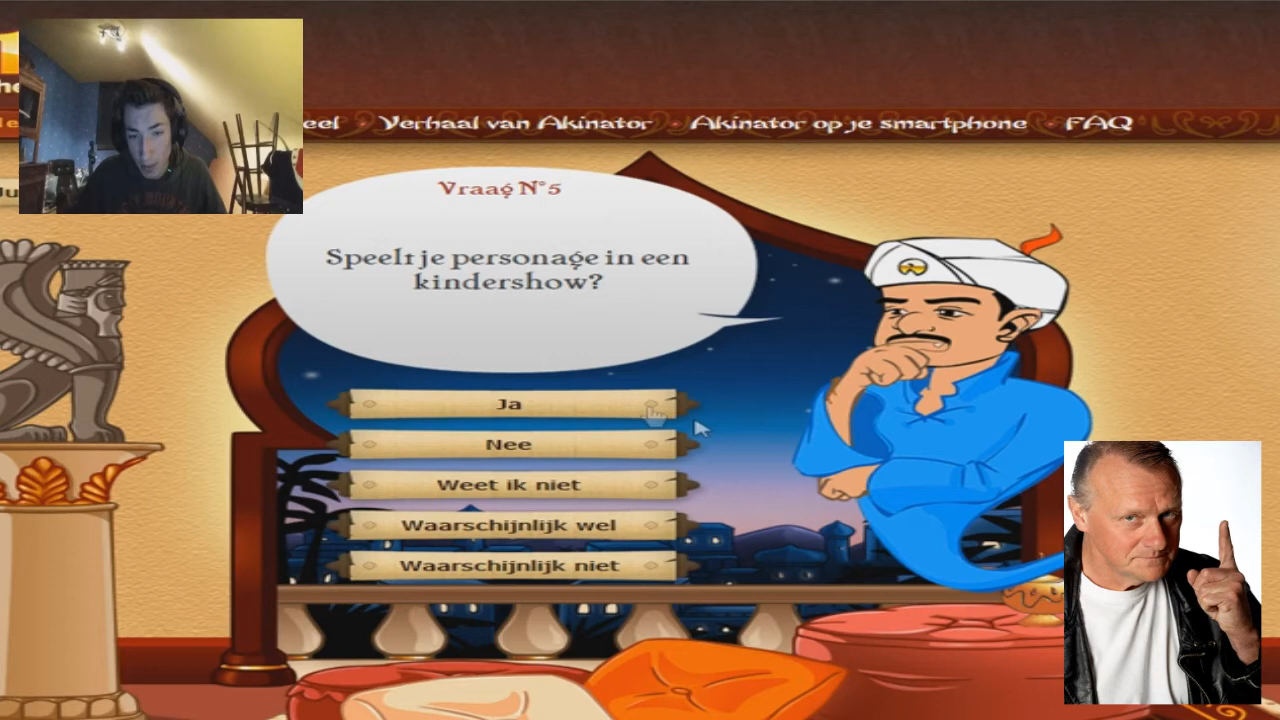 eel • Verhaal van Akinator • Akinator op je smartphone • FAQ
Ju
Vraag N°5
Speelt je personage in een
kindershow?
Ja
Nee
Weet ik niet
Waarschijnlijk wel
Waarschijnlijk niet